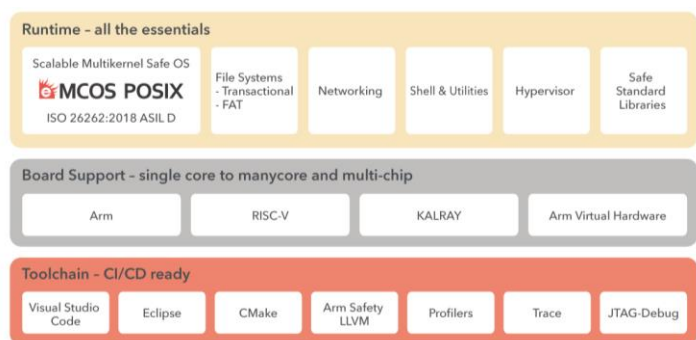 Runtime – all the essentials
Scalable Multikernel Safe OS
eMCOS POSIX
ISO 26262:2018 ASIL D
File Systems
- Transactional
- FAT
Networking
Shell & Utilities
Hypervisor
Safe
Standard
Libraries
Board Support – single core to manycore and multi-chip
Arm
RISC-V
KALRAY
Arm Virtual Hardware
Toolchain – CI/CD ready
Visual Studio
Code
Eclipse
CMake
Arm Safety
LLVM
Profilers
Trace
JTAG-Debug